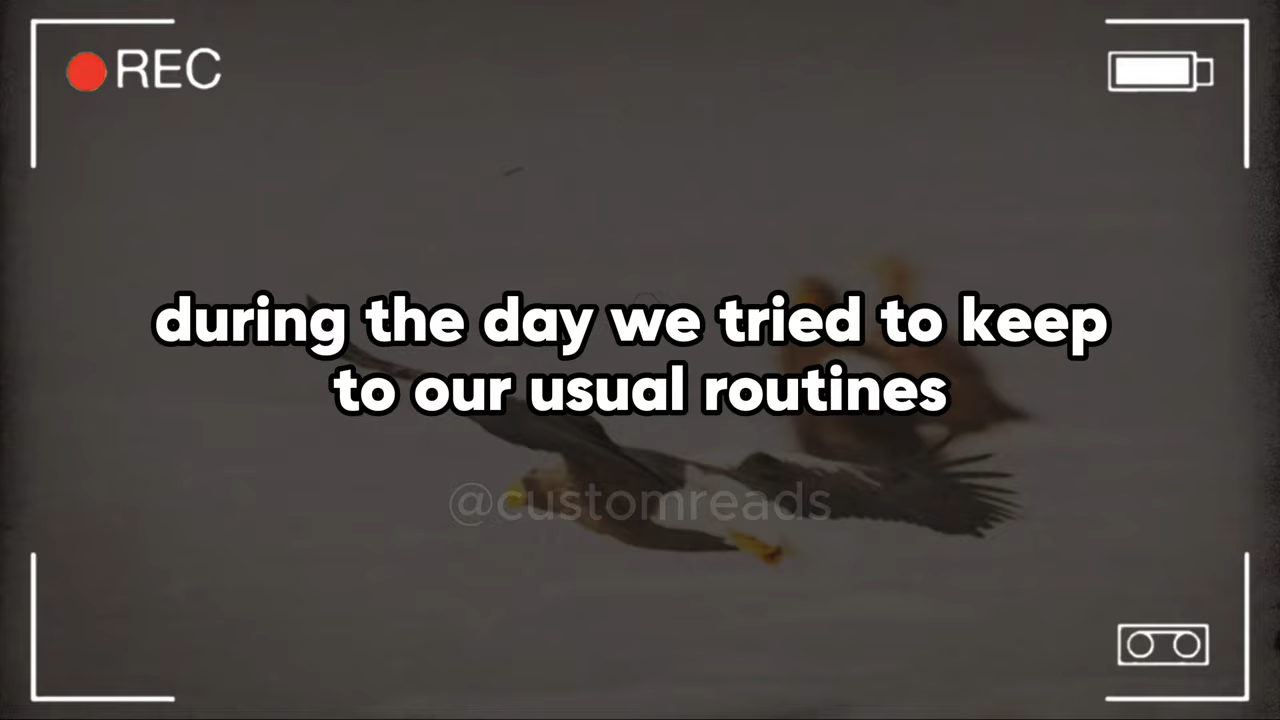 REC
during the day we tried to keep
to our usual routines
@customreads